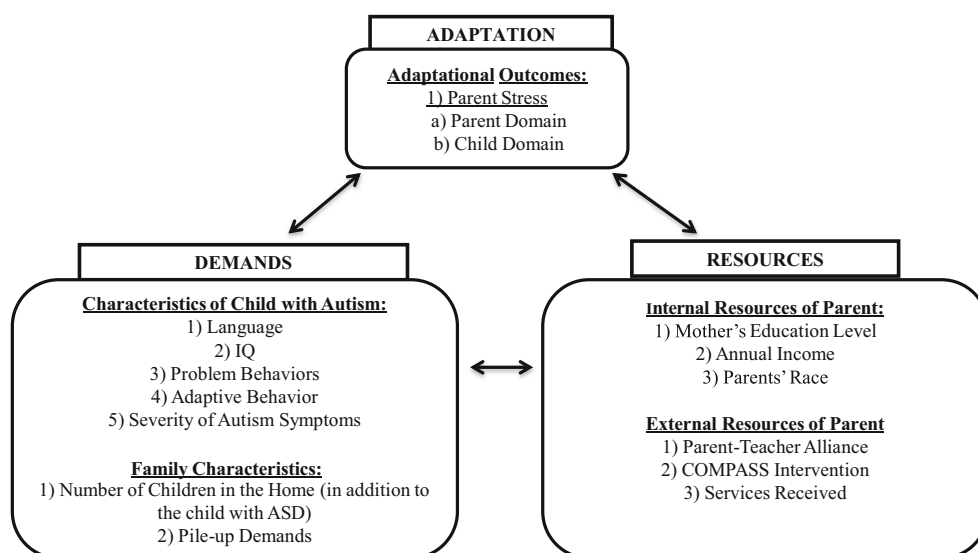 ADAPTATION
Adaptational Outcomes:
1) Parent Stress
a) Parent Domain
b) Child Domain
DEMANDS
Characteristics of Child with Autism:
1) Language
2) IQ
3) Problem Behaviors
4) Adaptive Behavior
5) Severity of Autism Symptoms
Family Characteristics:
1) Number of Children in the Home (in addition to
the child with ASD)
2) Pile-up Demands
RESOURCES
Internal Resources of Parent:
1) Mother's Education Level
2) Annual Income
3) Parents' Race
External Resources of Parent
1) Parent-Teacher Alliance
2) COMPASS Intervention
3) Services Received